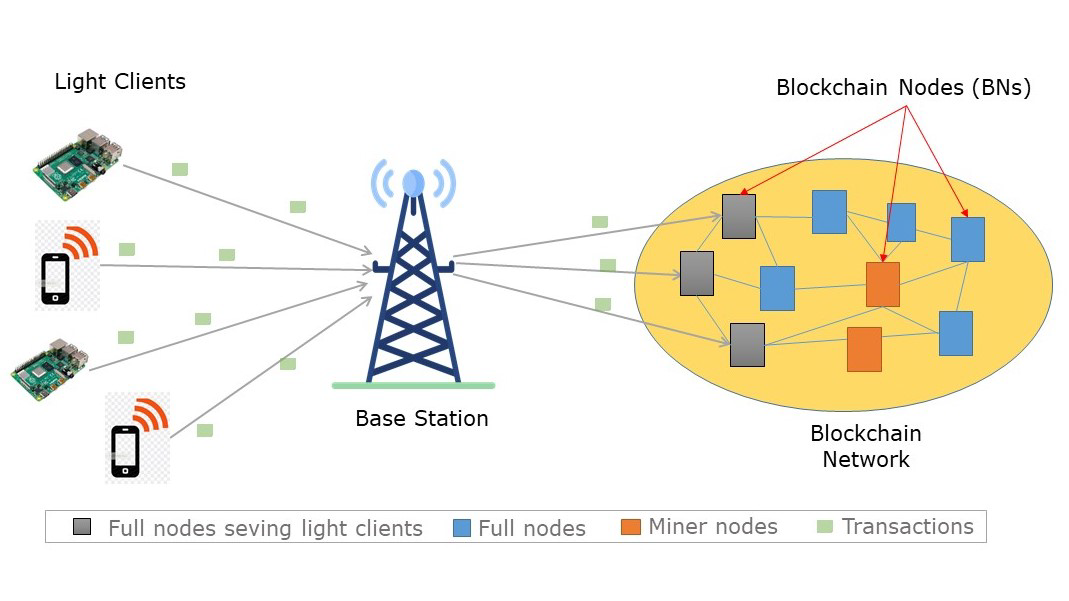 Light Clients
Blockchain Nodes (BNs)
Base Station
Blockchain
Network
Full nodes seving light clients
Full nodes
Miner nodes
Transactions